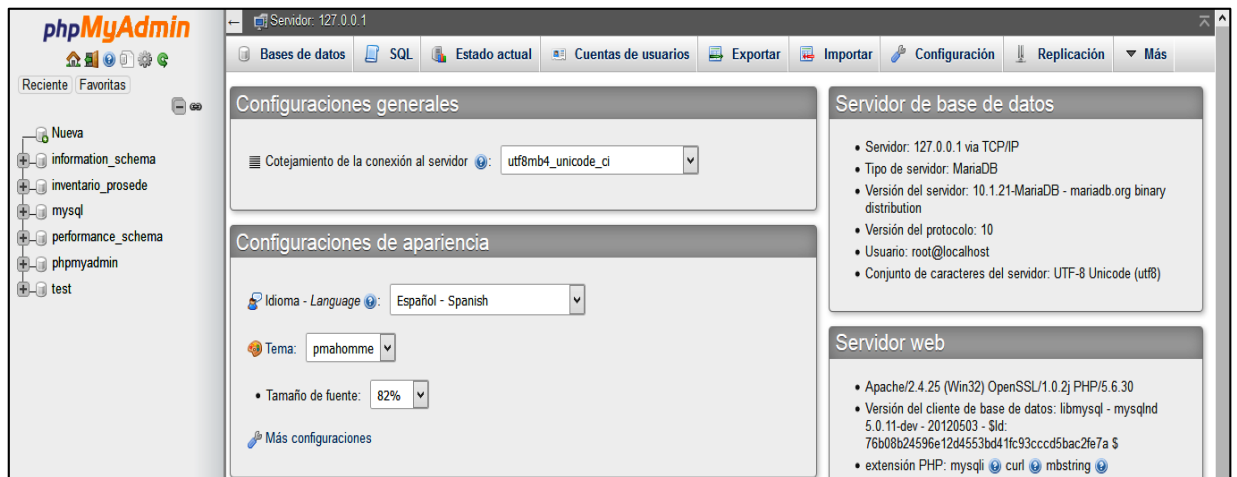 phpMyAdmin
Reciente Favoritas
Nueva
information_schema
inventario_prosede
mysql
performance_schema
phpmyadmin
test
← Servidor: 127.0.0.1
Bases de datos SQL Estado actual Cuentas de usuarios Exportar Importar Configuración Replicación Más
Configuraciones generales
Cotejamiento de la conexión al servidor : utf8mb4_unicode_ci
Configuraciones de apariencia
Idioma - Language : Español - Spanish
Tema: pmahomme
• Tamaño de fuente: 82%
Más configuraciones
Servidor de base de datos
• Servidor: 127.0.0.1 via TCP/IP
• Tipo de servidor: MariaDB
• Versión del servidor: 10.1.21-MariaDB - mariadb.org binary
distribution
• Versión del protocolo: 10
• Usuario: root@localhost
• Conjunto de caracteres del servidor: UTF-8 Unicode (utf8)
Servidor web
• Apache/2.4.25 (Win32) OpenSSL/1.0.2j PHP/5.6.30
• Versión del cliente de base de datos: libmysql - mysqlnd
5.0.11-dev - 20120503 - $Id:
76b08b24596e12d4553bd41fc93cccd5bac2fe7a $
• extensión PHP: mysqli curl mbstring